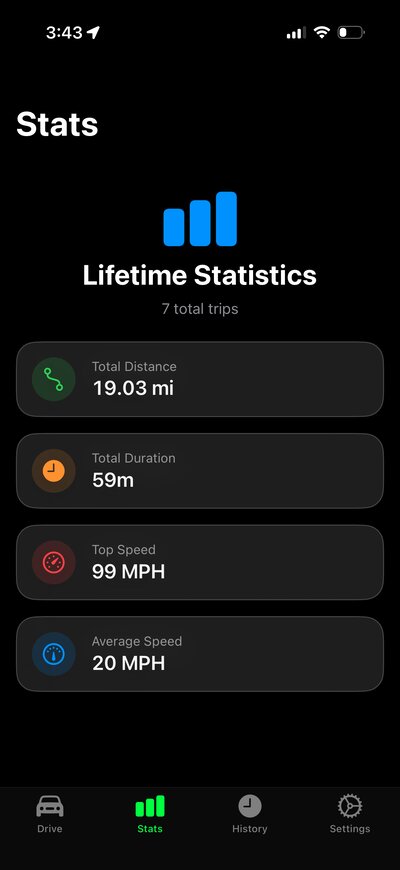 3:43
Stats
Lifetime Statistics
7 total trips
Total Distance
19.03 mi
Total Duration
59m
Top Speed
99 MPH
Average Speed
20 MPH
Drive
Stats
History
Settings